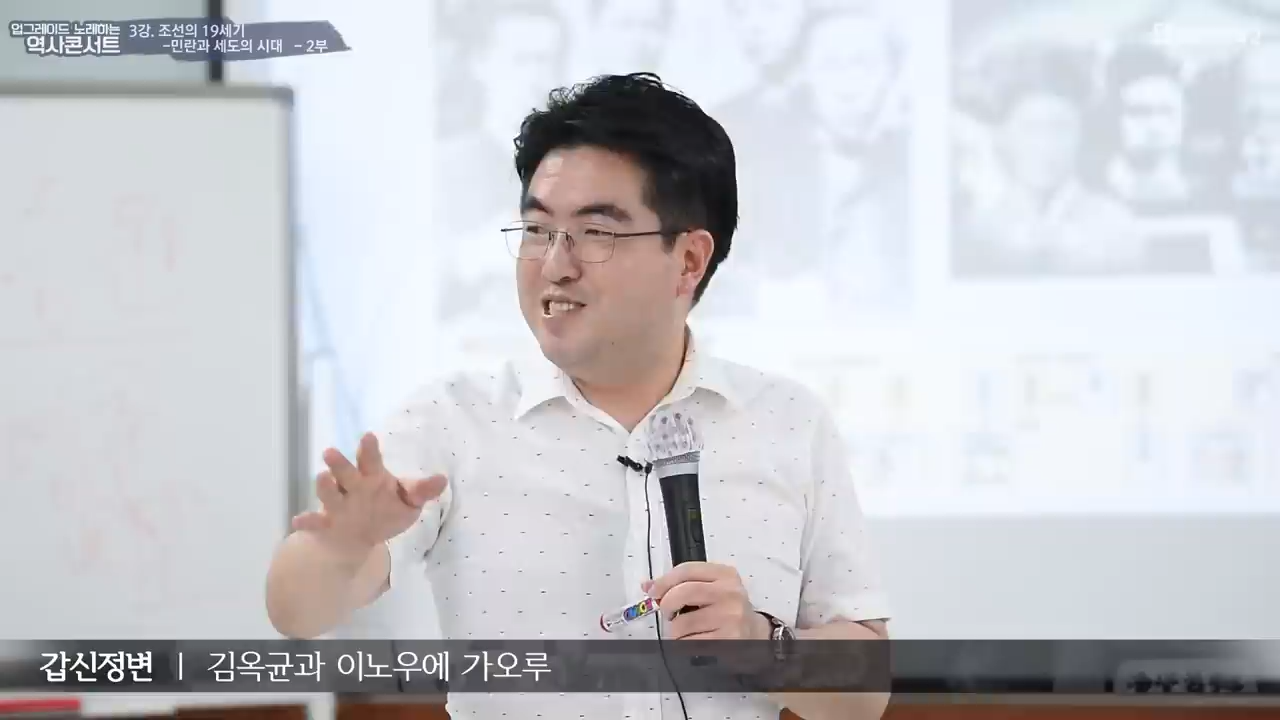 업그레이드 노래하는
역사콘서트
3강. 조선의 19세기
-민란과 세도의 시대 - 2부
갑신정변 | 김옥균과 이노우에 가오루